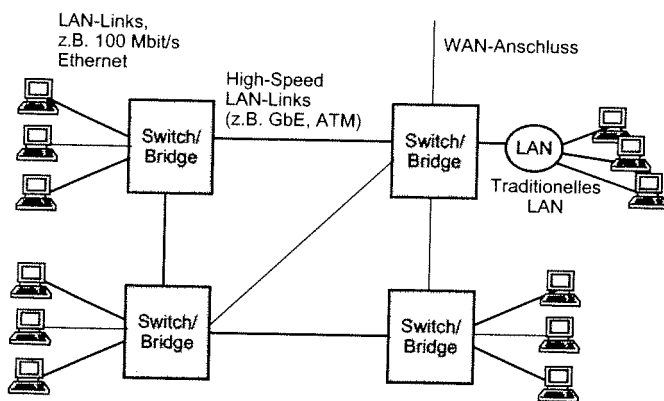 LAN-Links,
z.B. 100 Mbit/s
Ethernet
WAN-Anschluss
High-Speed
LAN-Links
(z.B. GbE, ATM)
Switch/
Bridge
Switch/
Bridge
LAN
Traditionelles
LAN
Switch/
Bridge
Switch/
Bridge